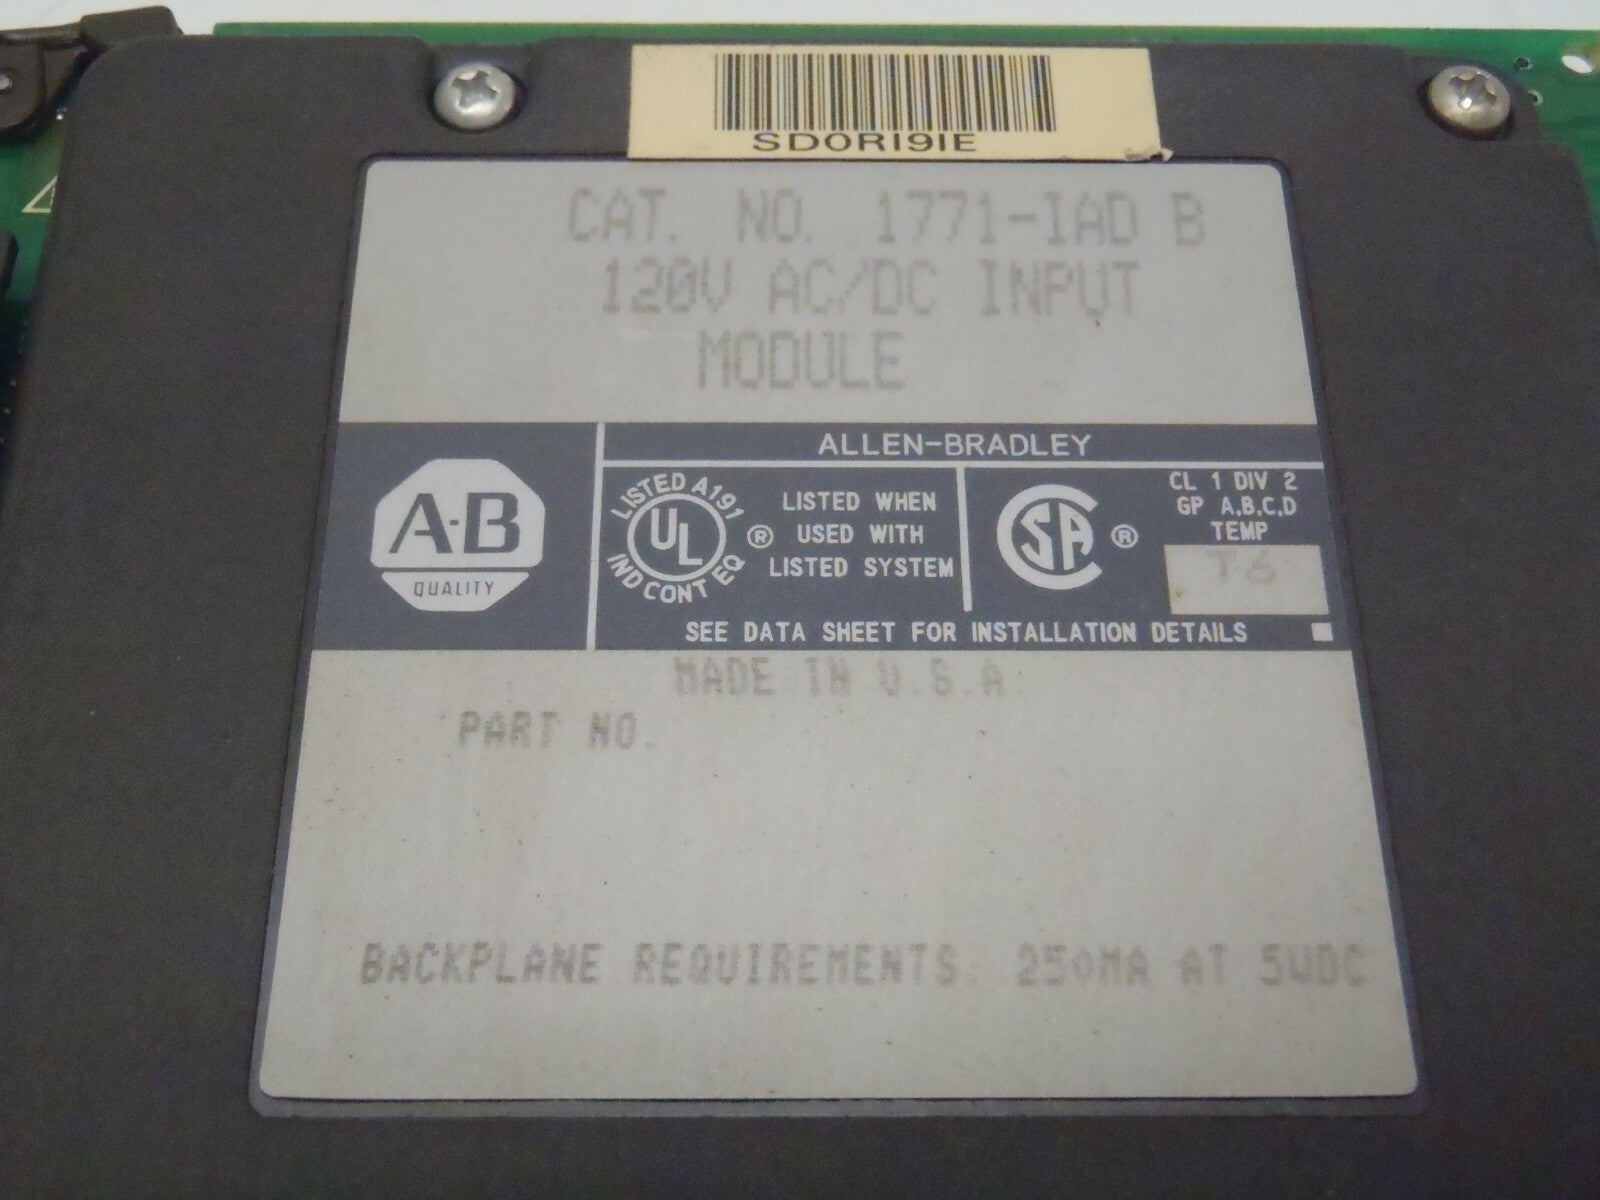 SDORI9IE
CAT. NO. 1771-IAD B
120V AC/DC INPUT
MODULE
ALLEN-BRADLEY
A-B
QUALITY
LISTED A191
UL
IND CONT EQ
®
LISTED WHEN
USED WITH
LISTED SYSTEM
CSA
®
CL 1 DIV 2
GP A,B,C,D
TEMP
T6
SEE DATA SHEET FOR INSTALLATION DETAILS
MADE IN U.S.A.
PART NO.
BACKPLANE REQUIREMENTS: 250MA AT 5VDC